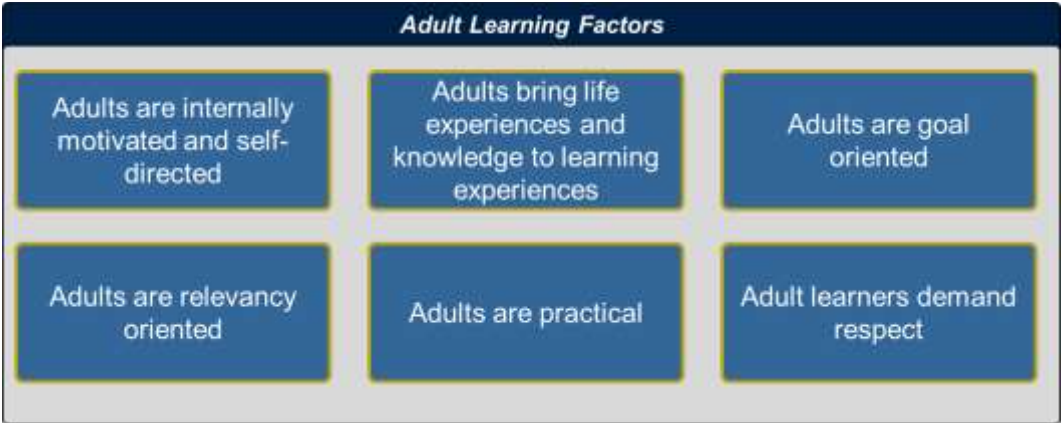 Adult Learning Factors
Adults are internally
motivated and self-
directed
Adults bring life
experiences and
knowledge to learning
experiences
Adults are goal
oriented
Adults are relevancy
oriented
Adults are practical
Adult learners demand
respect